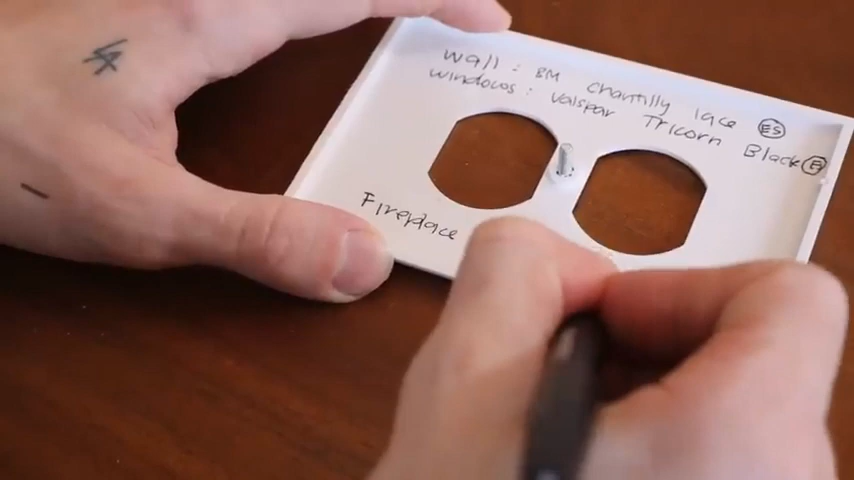 wall : BM chantilly lace ES
windows : valspar Tricorn Black E
Fireplace